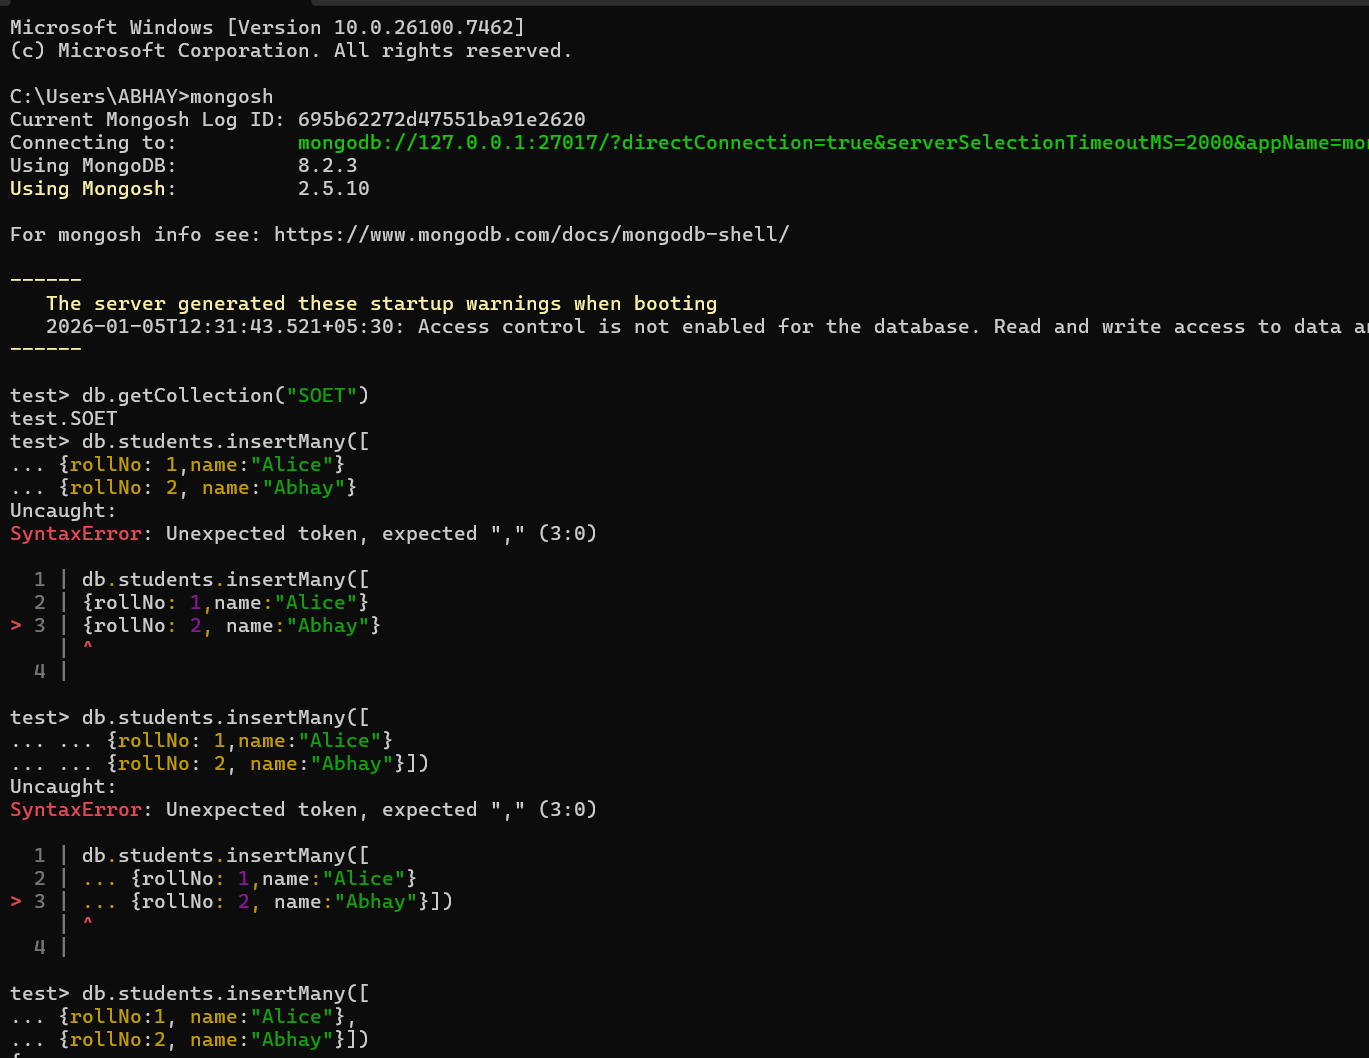 Microsoft Windows [Version 10.0.26100.7462]
(c) Microsoft Corporation. All rights reserved.
C:\Users\ABHAY>mongosh
Current Mongosh Log ID: 695b62272d47551ba91e2620
Connecting to:          mongodb://127.0.0.1:27017/?directConnection=true&serverSelectionTimeoutMS=2000&appName=
Using MongoDB:          8.2.3
Using Mongosh:          2.5.10
For mongosh info see: https://www.mongodb.com/docs/mongodb-shell/
------
   The server generated these startup warnings when booting
   2026-01-05T12:31:43.521+05:30: Access control is not enabled for the database. Read and write access to data
------
test> db.getCollection("SOET")
test.SOET
test> db.students.insertMany([
... {rollNo: 1,name:"Alice"}
... {rollNo: 2, name:"Abhay"}
Uncaught:
SyntaxError: Unexpected token, expected "," (3:0)
  1 | db.students.insertMany([
  2 | {rollNo: 1,name:"Alice"}
> 3 | {rollNo: 2, name:"Abhay"}
    | ^
  4 |
test> db.students.insertMany([
... ... {rollNo: 1,name:"Alice"}
... ... {rollNo: 2, name:"Abhay"}])
Uncaught:
SyntaxError: Unexpected token, expected "," (3:0)
  1 | db.students.insertMany([
  2 | ... {rollNo: 1,name:"Alice"}
> 3 | ... {rollNo: 2, name:"Abhay"}])
    | ^
  4 |
test> db.students.insertMany([
... {rollNo:1, name:"Alice"},
... {rollNo:2, name:"Abhay"}])